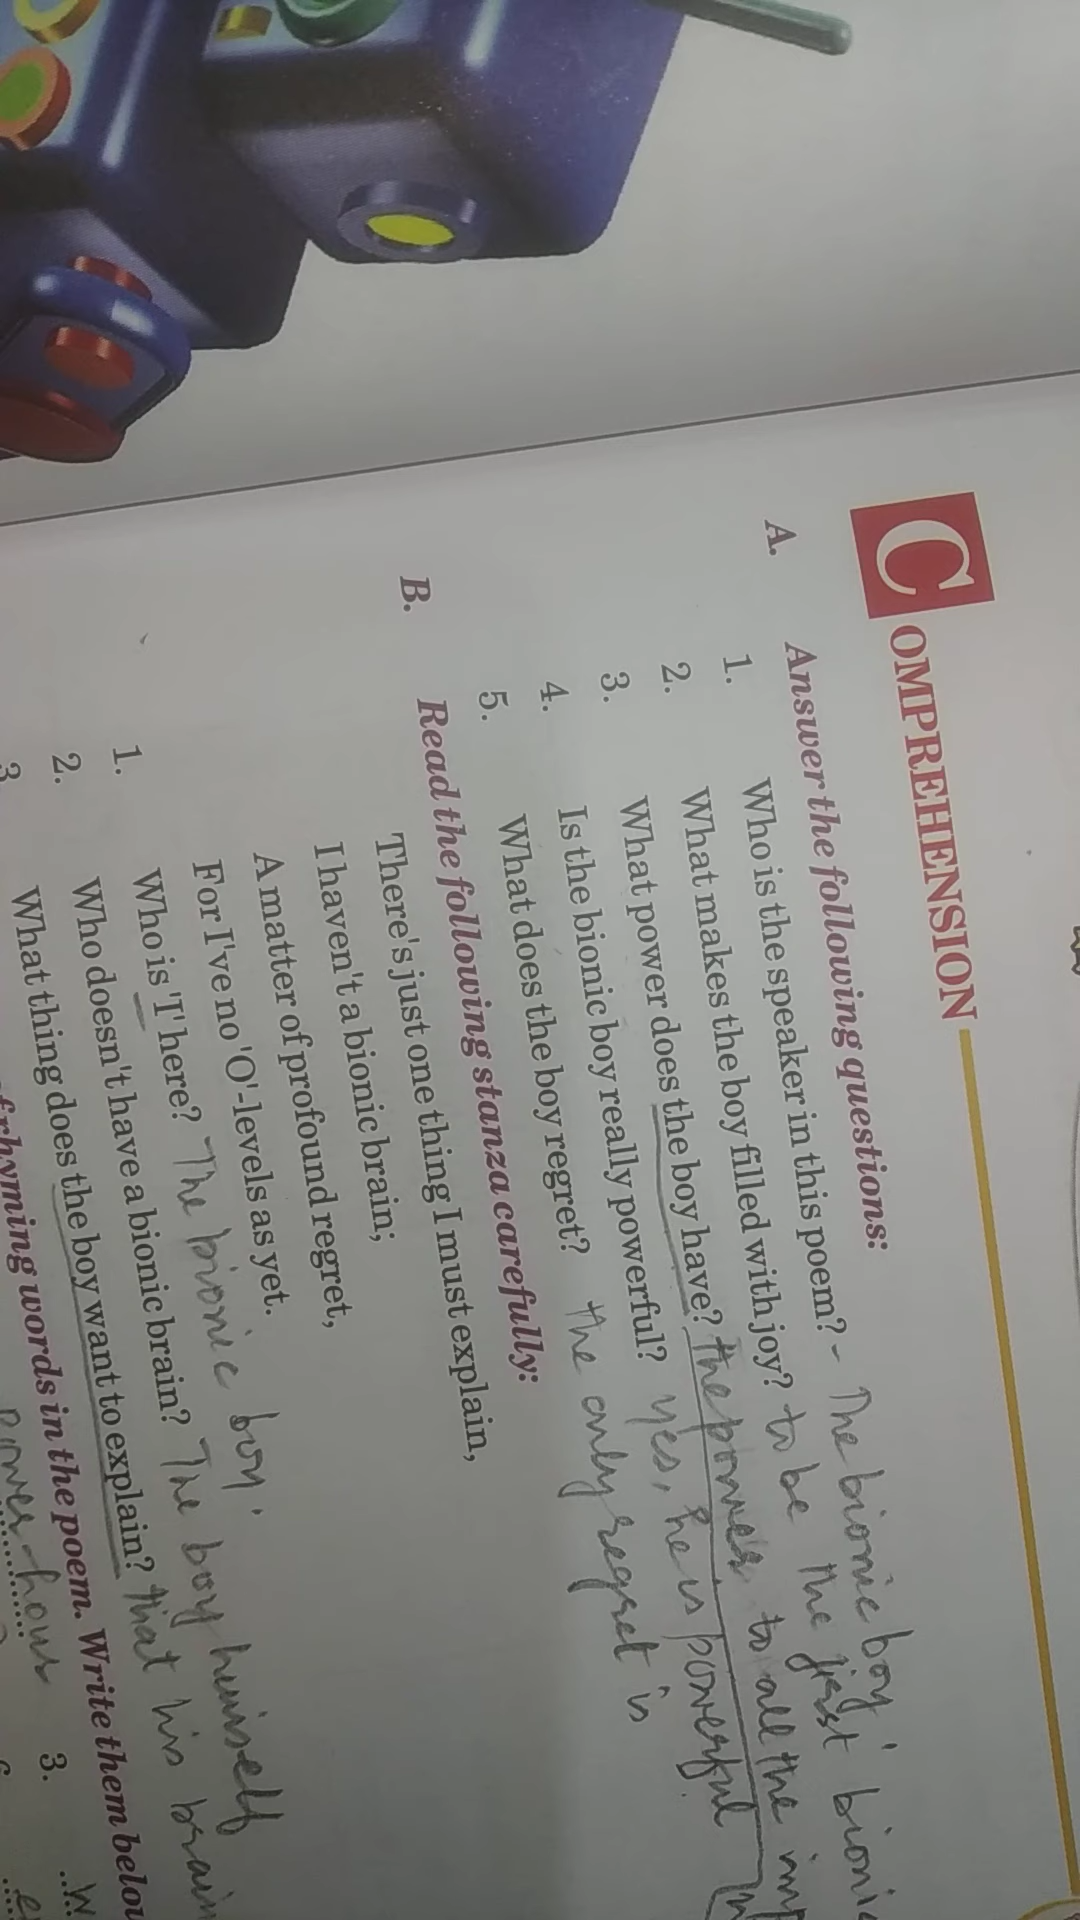 COMPREHENSION
A. Answer the following questions:
1. Who is the speaker in this poem? - The bionic boy'
2. What makes the boy filled with joy? to be the first bionic
3. What power does the boy have? the power to all the imp
4. Is the bionic boy really powerful? yes, he is powerful
5. What does the boy regret? the only regret is
B. Read the following stanza carefully:
There's just one thing I must explain,
I haven't a bionic brain;
A matter of profound regret,
For I've no 'O'-levels as yet.
1. Who is 'I' here? The bionic boy'
2. Who doesn't have a bionic brain? The boy himself
3 What thing does the boy want to explain? that his brain
f rhyming words in the poem. Write them below
power-hour 3. W